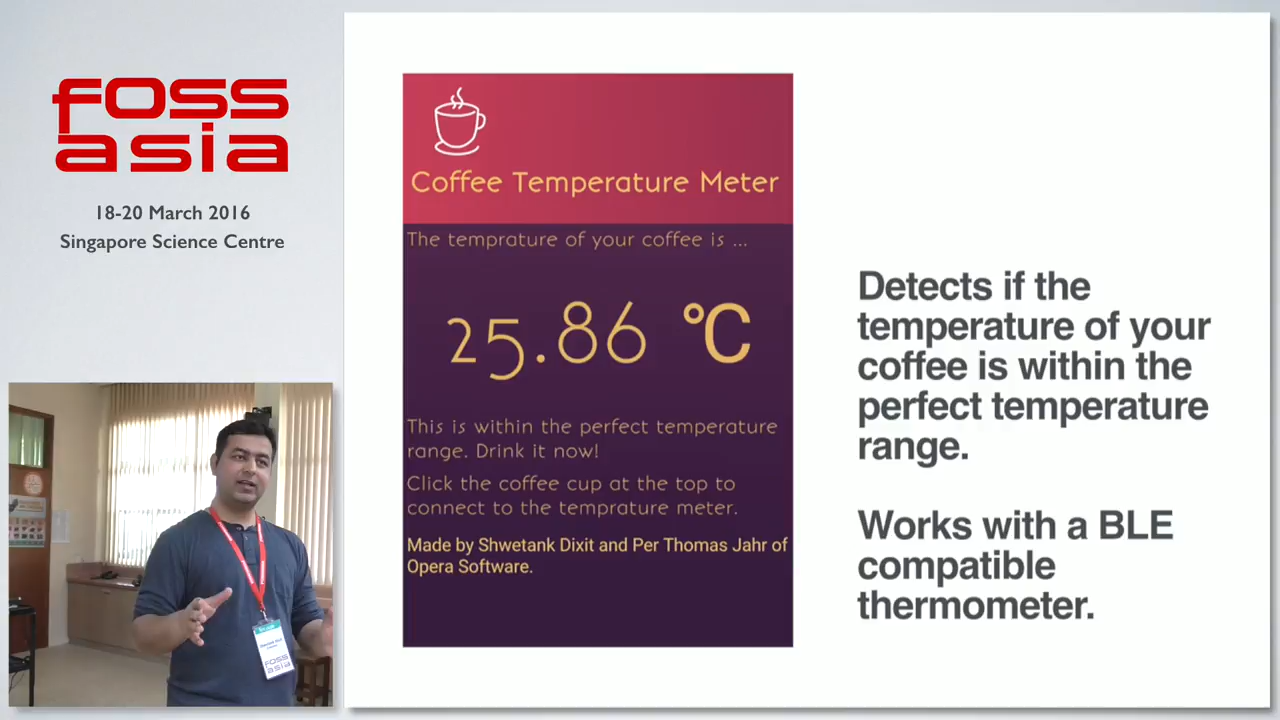 FOSS
asia
18-20 March 2016
Singapore Science Centre
Coffee Temperature Meter
The temprature of your coffee is ...
25.86 °C
This is within the perfect temperature
range. Drink it now!
Click the coffee cup at the top to
connect to the temprature meter.
Made by Shwetank Dixit and Per Thomas Jahr of
Opera Software.
Detects if the
temperature of your
coffee is within the
perfect temperature
range.
Works with a BLE
compatible
thermometer.
FOSS
asia